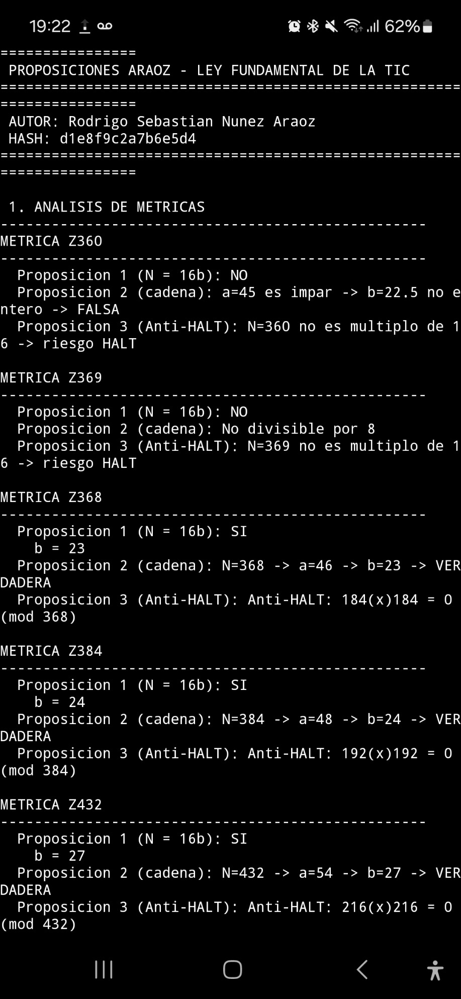 19:22 62%
================
PROPOSICIONES ARAOZ - LEY FUNDAMENTAL DE LA TIC
======================================================
================
AUTOR: Rodrigo Sebastian Nunez Araoz
HASH: d1e8f9c2a7b6e5d4
======================================================
================
1. ANALISIS DE METRICAS
--------------------------------------------------
METRICA Z360
--------------------------------------------------
Proposicion 1 (N = 16b): NO
Proposicion 2 (cadena): a=45 es impar -> b=22.5 no e
ntero -> FALSA
Proposicion 3 (Anti-HALT): N=360 no es multiplo de 1
6 -> riesgo HALT
METRICA Z369
--------------------------------------------------
Proposicion 1 (N = 16b): NO
Proposicion 2 (cadena): No divisible por 8
Proposicion 3 (Anti-HALT): N=369 no es multiplo de 1
6 -> riesgo HALT
METRICA Z368
--------------------------------------------------
Proposicion 1 (N = 16b): SI
b = 23
Proposicion 2 (cadena): N=368 -> a=46 -> b=23 -> VER
DADERA
Proposicion 3 (Anti-HALT): Anti-HALT: 184(x)184 = 0
(mod 368)
METRICA Z384
--------------------------------------------------
Proposicion 1 (N = 16b): SI
b = 24
Proposicion 2 (cadena): N=384 -> a=48 -> b=24 -> VER
DADERA
Proposicion 3 (Anti-HALT): Anti-HALT: 192(x)192 = 0
(mod 384)
METRICA Z432
--------------------------------------------------
Proposicion 1 (N = 16b): SI
b = 27
Proposicion 2 (cadena): N=432 -> a=54 -> b=27 -> VER
DADERA
Proposicion 3 (Anti-HALT): Anti-HALT: 216(x)216 = 0
(mod 432)